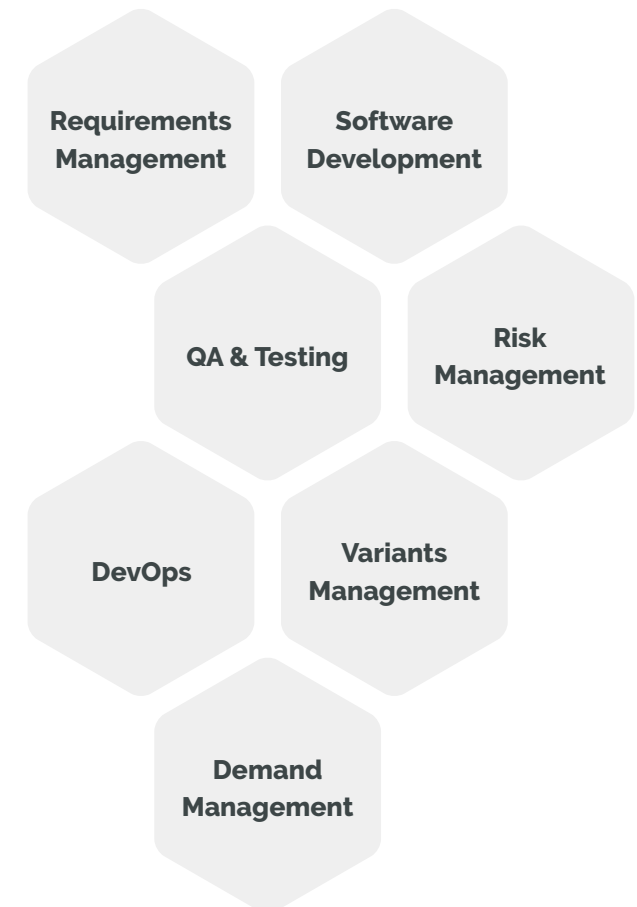 Requirements
Management
Software
Development
QA & Testing
Risk
Management
DevOps
Variants
Management
Demand
Management